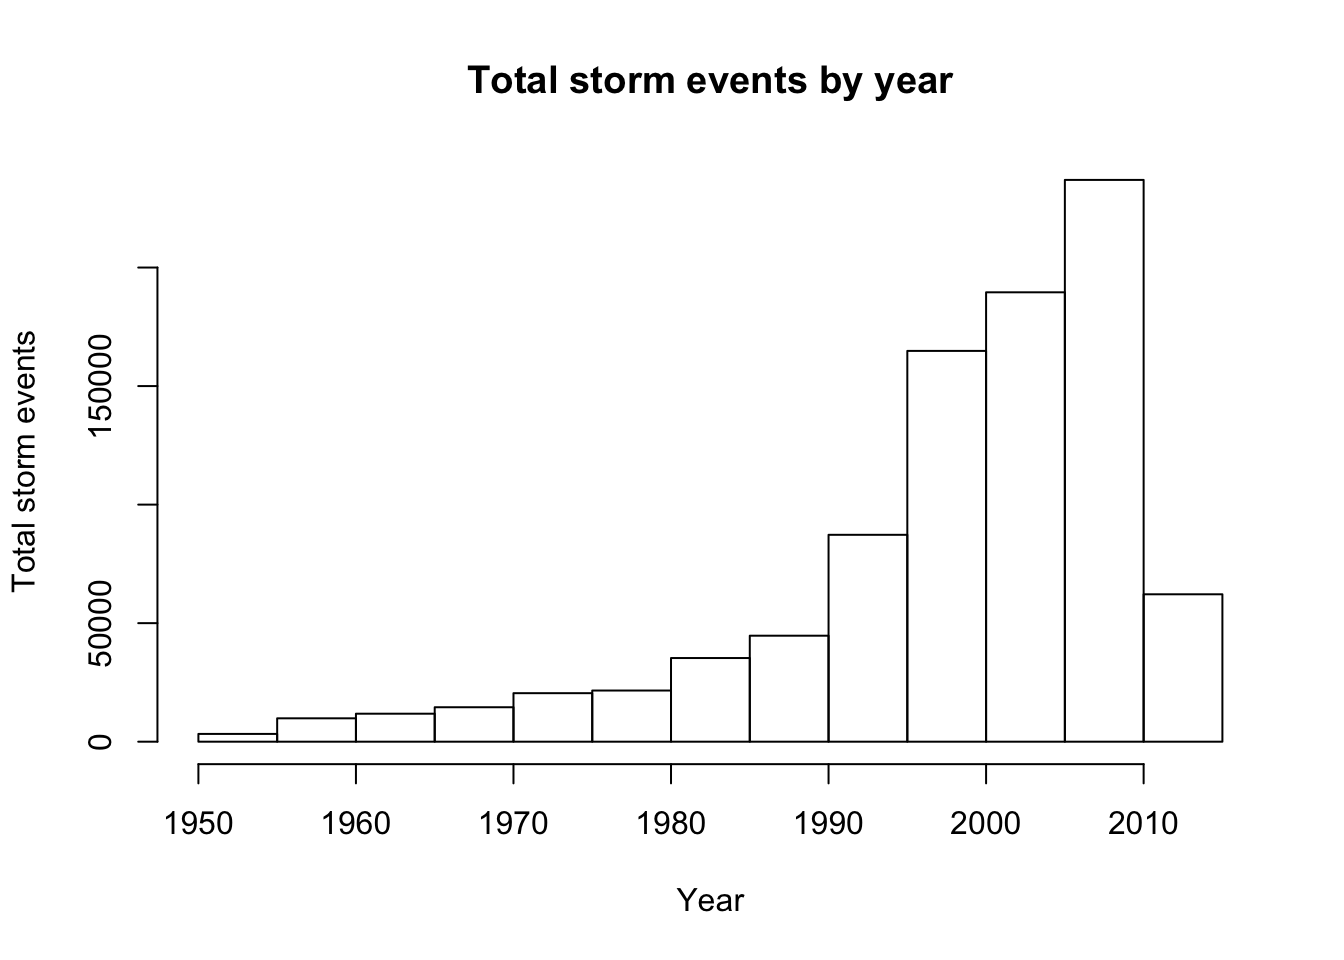 Total storm events by year
Total storm events
150000
50000
0
1950 1960 1970 1980 1990 2000 2010
Year